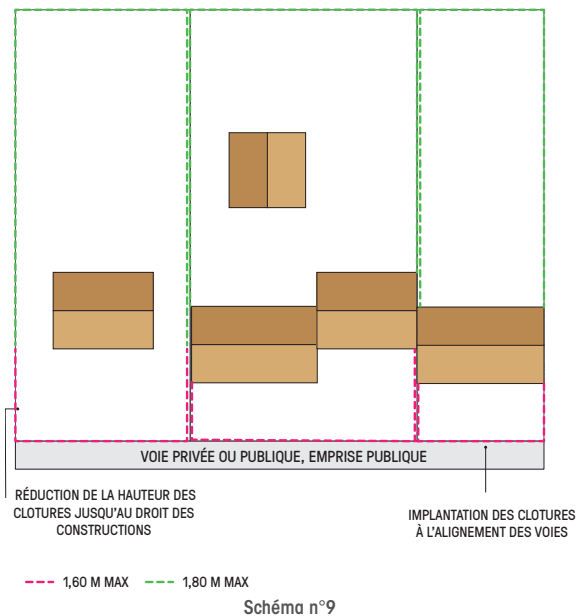 VOIE PRIVÉE OU PUBLIQUE, EMPRISE PUBLIQUE
RÉDUCTION DE LA HAUTEUR DES
CLOTURES JUSQU'AU DROIT DES
CONSTRUCTIONS
IMPLANTATION DES CLOTURES
À L'ALIGNEMENT DES VOIES
1,60 M MAX
1,80 M MAX
Schéma n°9